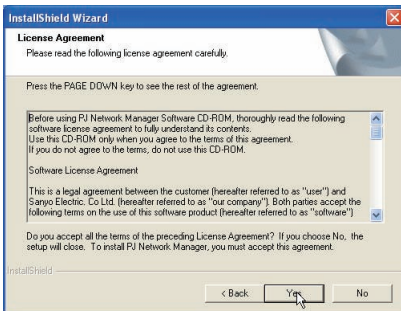 InstallShield Wizard
License Agreement
Please read the following license agreement carefully.
Press the PAGE DOWN key to see the rest of the agreement.
Before using PJ Network Manager Software CD-ROM, thoroughly read the following
software license agreement to fully understand its contents.
Use this CD-ROM only when you agree to the terms of this agreement.
If you do not agree to the terms, do not use this CD-ROM.
Software License Agreement
This is a legal agreement between the customer (hereafter referred to as "user") and
Sanyo Electric. Co Ltd. (hereafter referred to as "our company"). Both parties accept the
following terms on the use of this software product (hereafter referred to as "software")
Do you accept all the terms of the preceding License Agreement? If you choose No, the
setup will close. To install PJ Network Manager, you must accept this agreement.
InstallShield
< Back Yes No